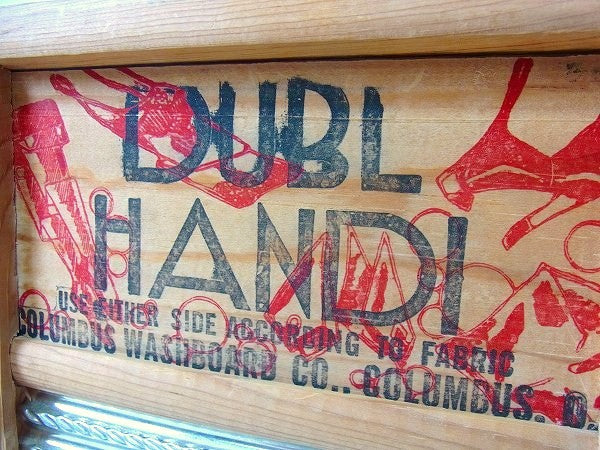 DUBL
HANDI
USE EITHER SIDE ACCORDING TO FABRIC
COLUMBUS WASHBOARD CO., COLUMBUS, O.